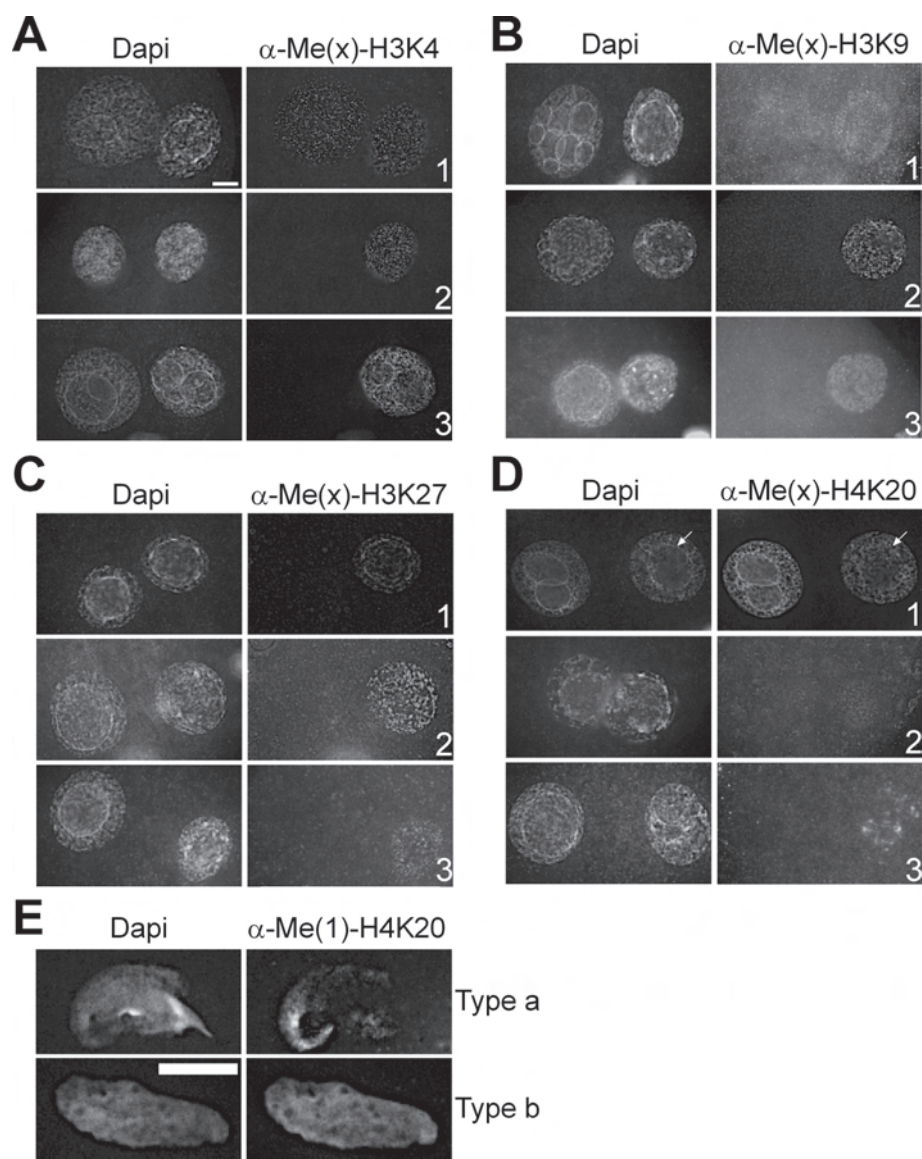 A
Dapi α-Me(x)-H3K4
1
2
3
B
Dapi α-Me(x)-H3K9
1
2
3
C
Dapi α-Me(x)-H3K27
1
2
3
D
Dapi α-Me(x)-H4K20
1
2
3
E
Dapi α-Me(1)-H4K20
Type a
Type b